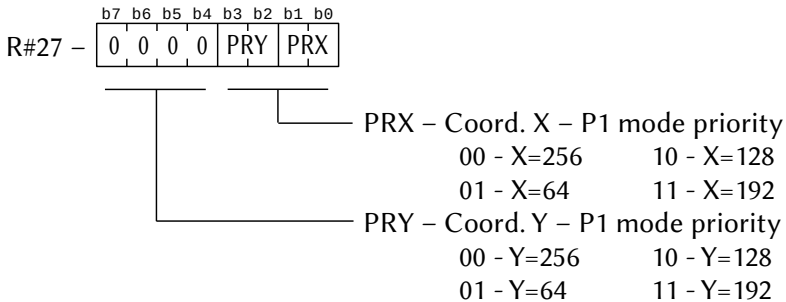 b7 b6 b5 b4 b3 b2 b1 b0
R#27 – 0 0 0 0 PRY PRX
PRX – Coord. X – P1 mode priority
00 - X=256 10 - X=128
01 - X=64 11 - X=192
PRY – Coord. Y – P1 mode priority
00 - Y=256 10 - Y=128
01 - Y=64 11 - Y=192